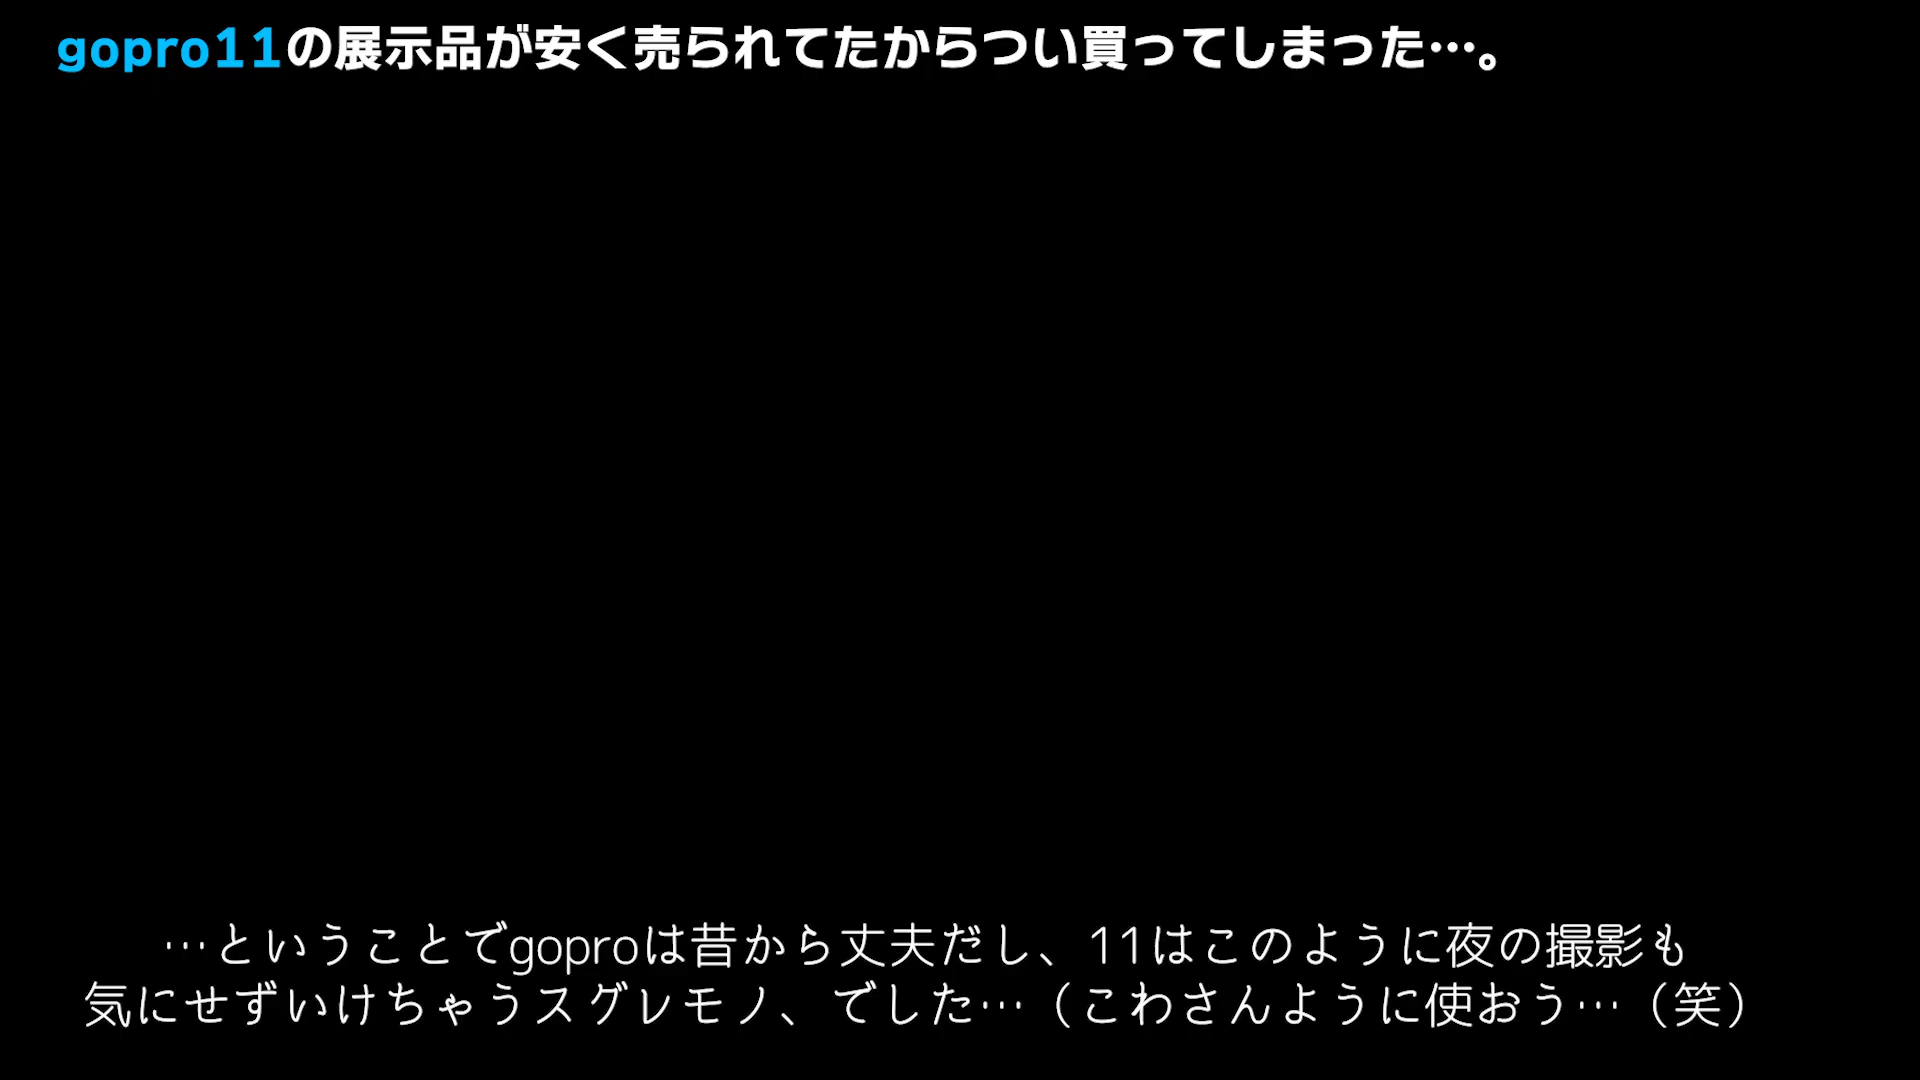 gopro11の展示品が安く売られてたからつい買ってしまった…。
…ということでgoproは昔から丈夫だし、11はこのように夜の撮影も
気にせずいけちゃうスグレモノ、でした…（こわさんように使おう…（笑）